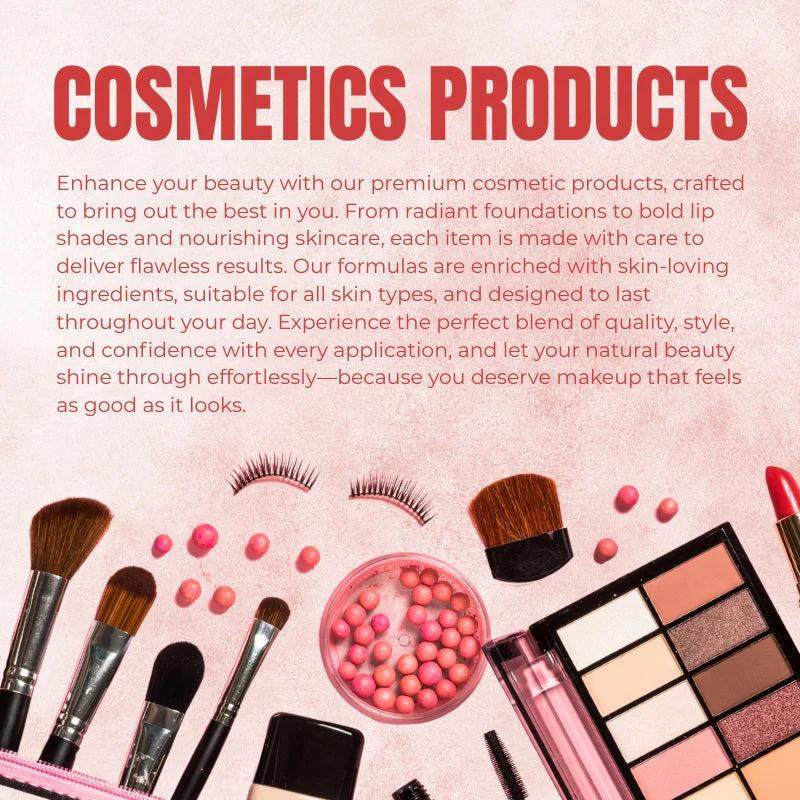 COSMETICS PRODUCTS
Enhance your beauty with our premium cosmetic products, crafted
to bring out the best in you. From radiant foundations to bold lip
shades and nourishing skincare, each item is made with care to
deliver flawless results. Our formulas are enriched with skin-loving
ingredients, suitable for all skin types, and designed to last
throughout your day. Experience the perfect blend of quality, style,
and confidence with every application, and let your natural beauty
shine through effortlessly—because you deserve makeup that feels
as good as it looks.